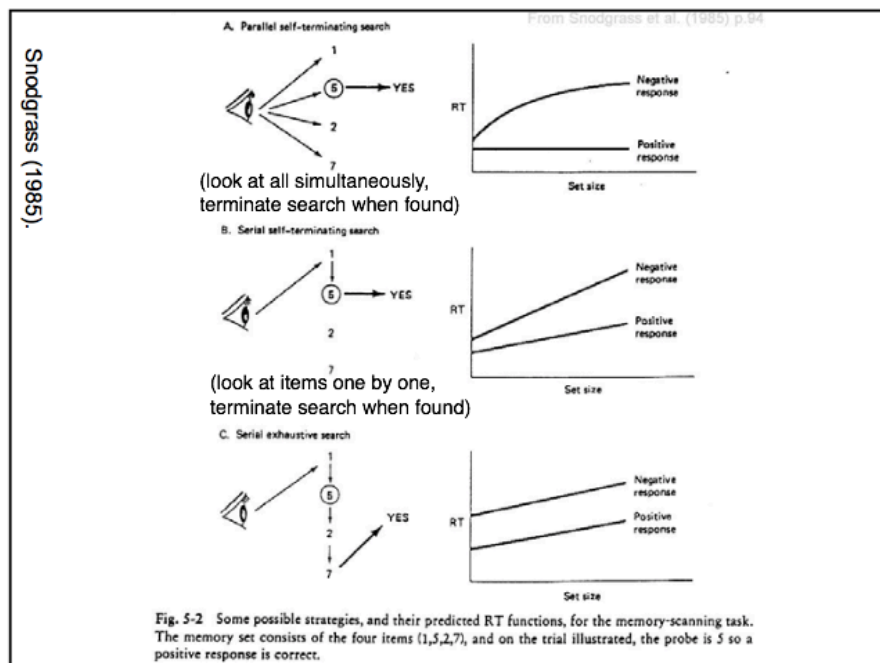 From Snodgrass et al. (1985) p.94
Snodgrass (1985).
A. Parallel self-terminating search
1
5
YES
2
7
(look at all simultaneously,
terminate search when found)
RT
Negative
response
Positive
response
Set size
B. Serial self-terminating search
1
5
YES
2
7
(look at items one by one,
terminate search when found)
RT
Negative
response
Positive
response
Set size
C. Serial exhaustive search
1
5
2
7
YES
RT
Negative
response
Positive
response
Set size
Fig. 5-2 Some possible strategies, and their predicted RT functions, for the memory-scanning task.
The memory set consists of the four items (1,5,2,7), and on the trial illustrated, the probe is 5 so a
positive response is correct.